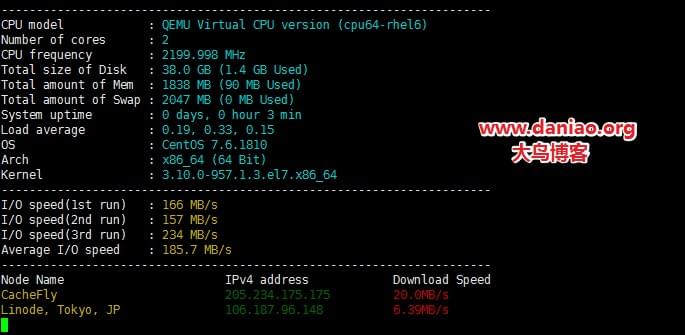 ----------------------------------------------------------------------
CPU model : QEMU Virtual CPU version (cpu64-rhel6)
Number of cores : 2
CPU frequency : 2199.998 MHz
Total size of Disk : 38.0 GB (1.4 GB Used)
Total amount of Mem : 1838 MB (90 MB Used)
Total amount of Swap : 2047 MB (0 MB Used)
System uptime : 0 days, 0 hour 3 min
Load average : 0.19, 0.33, 0.15
OS : CentOS 7.6.1810
Arch : x86_64 (64 Bit)
Kernel : 3.10.0-957.1.3.el7.x86_64
----------------------------------------------------------------------
I/O speed(1st run) : 166 MB/s
I/O speed(2nd run) : 157 MB/s
I/O speed(3rd run) : 234 MB/s
Average I/O speed : 185.7 MB/s
----------------------------------------------------------------------
Node Name IPv4 address Download Speed
CacheFly 205.234.175.175 20.0MB/s
Linode, Tokyo, JP 106.187.96.148 6.39MB/s
www.daniao.org
大鸟博客